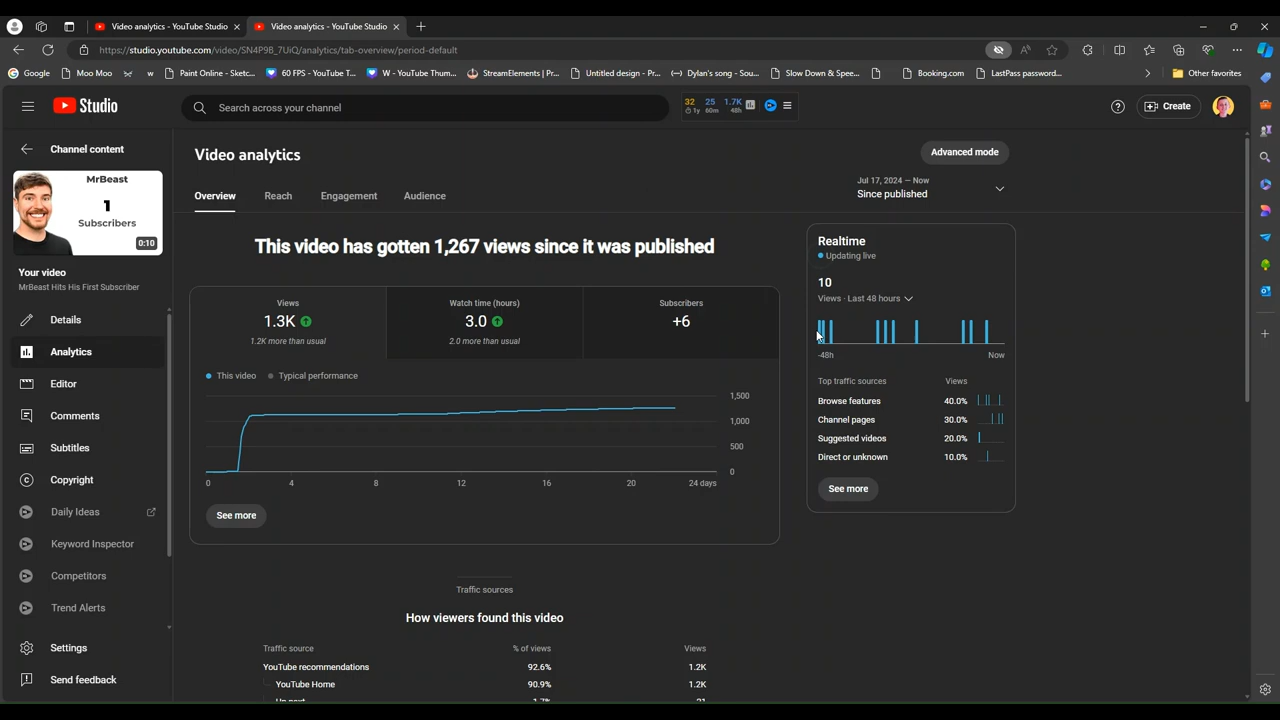 Video analytics - YouTube Studio
Video analytics - YouTube Studio
https://studio.youtube.com/video/SN4P9B_7UiQ/analytics/tab-overview/period-default
Google
Moo Moo
w
Paint Online - Sketc...
60 FPS - YouTube T...
W - YouTube Thum...
StreamElements | Pr...
Untitled design - Pr...
Dylan's song - Sou...
Slow Down & Spee...
Booking.com
LastPass password...
Other favorites
Studio
Search across your channel
32 25 1.7K
1y 60m 48h
Create
Channel content
MrBeast
1
Subscribers
0:10
Your video
MrBeast Hits His First Subscriber
Details
Analytics
Editor
Comments
Subtitles
Copyright
Daily Ideas
Keyword Inspector
Competitors
Trend Alerts
Settings
Send feedback
Video analytics
Advanced mode
Overview
Reach
Engagement
Audience
Jul 17, 2024 – Now
Since published
This video has gotten 1,267 views since it was published
Views
1.3K
1.2K more than usual
Watch time (hours)
3.0
2.0 more than usual
Subscribers
+6
This video
Typical performance
1,500
1,000
500
0
0 4 8 12 16 20 24 days
See more
Realtime
Updating live
10
Views · Last 48 hours
-48h Now
Top traffic sources Views
Browse features 40.0%
Channel pages 30.0%
Suggested videos 20.0%
Direct or unknown 10.0%
See more
Traffic sources
How viewers found this video
Traffic source % of views Views
YouTube recommendations 92.6% 1.2K
YouTube Home 90.9% 1.2K
Up next 1.7% 21